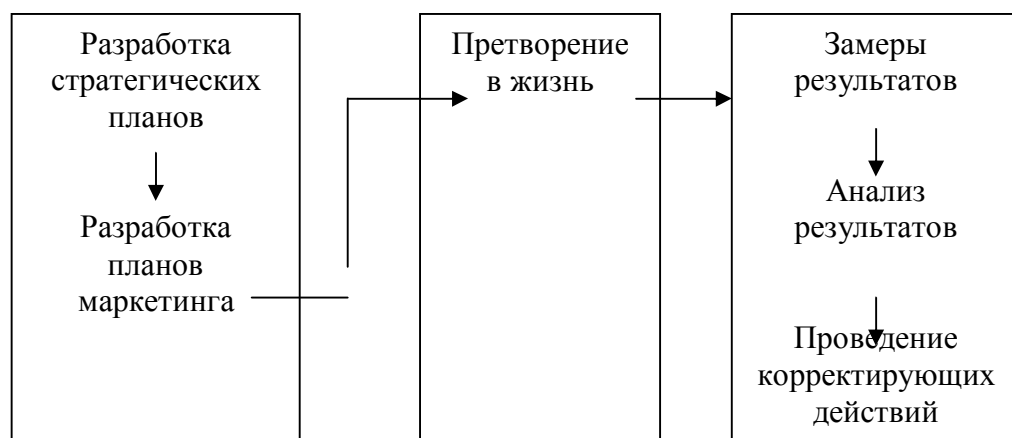 Разработка
стратегических
планов
Разработка
планов
маркетинга
Претворение
в жизнь
Замеры
результатов
Анализ
результатов
Проведение
корректирующих
действий